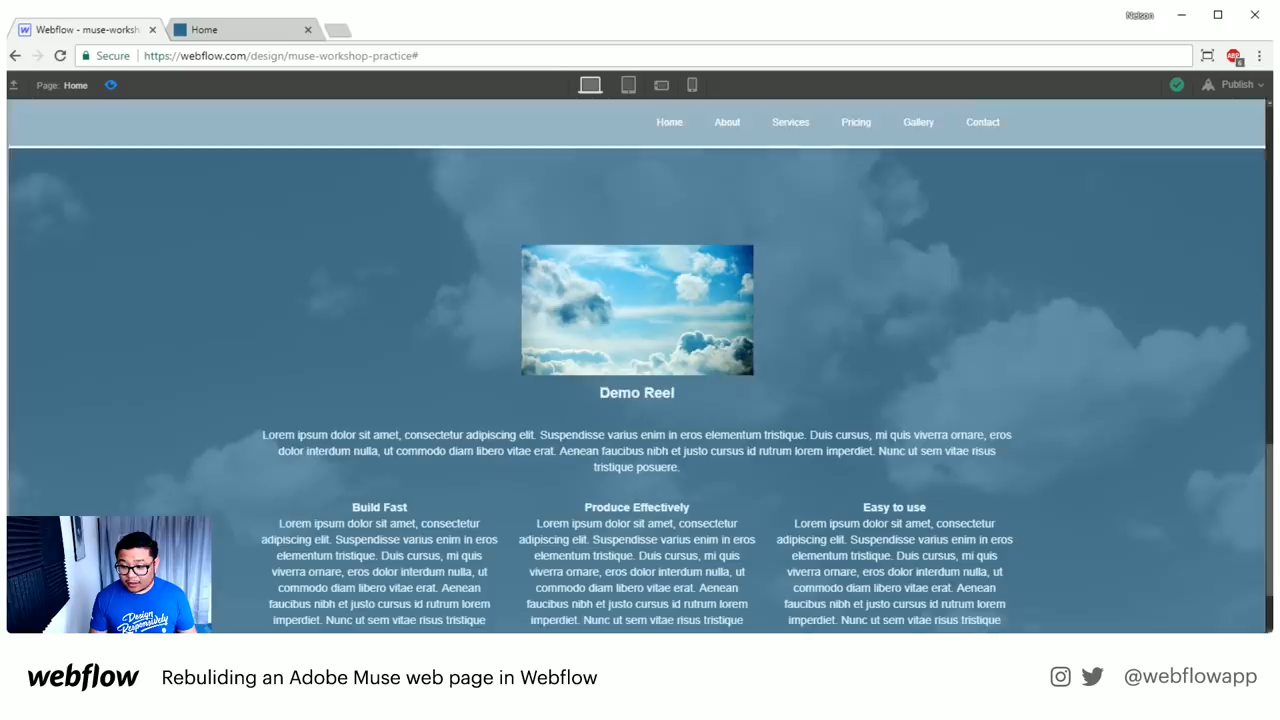 Webflow - muse-worksh
Home
Nelson
Secure
https://webflow.com/design/muse-workshop-practice#
ABP
6
Page: Home
Publish
Home
About
Services
Pricing
Gallery
Contact
Demo Reel
Lorem ipsum dolor sit amet, consectetur adipiscing elit. Suspendisse varius enim in eros elementum tristique. Duis cursus, mi quis viverra ornare, eros
dolor interdum nulla, ut commodo diam libero vitae erat. Aenean faucibus nibh et justo cursus id rutrum lorem imperdiet. Nunc ut sem vitae risus
tristique posuere.
Build Fast
Lorem ipsum dolor sit amet, consectetur
adipiscing elit. Suspendisse varius enim in eros
elementum tristique. Duis cursus, mi quis
viverra ornare, eros dolor interdum nulla, ut
commodo diam libero vitae erat. Aenean
faucibus nibh et justo cursus id rutrum lorem
imperdiet. Nunc ut sem vitae risus tristique
Produce Effectively
Lorem ipsum dolor sit amet, consectetur
adipiscing elit. Suspendisse varius enim in eros
elementum tristique. Duis cursus, mi quis
viverra ornare, eros dolor interdum nulla, ut
commodo diam libero vitae erat. Aenean
faucibus nibh et justo cursus id rutrum lorem
imperdiet. Nunc ut sem vitae risus tristique
Easy to use
Lorem ipsum dolor sit amet, consectetur
adipiscing elit. Suspendisse varius enim in eros
elementum tristique. Duis cursus, mi quis
viverra ornare, eros dolor interdum nulla, ut
commodo diam libero vitae erat. Aenean
faucibus nibh et justo cursus id rutrum lorem
imperdiet. Nunc ut sem vitae risus tristique
Design
Responsively
webflow
Rebuliding an Adobe Muse web page in Webflow
@webflowapp